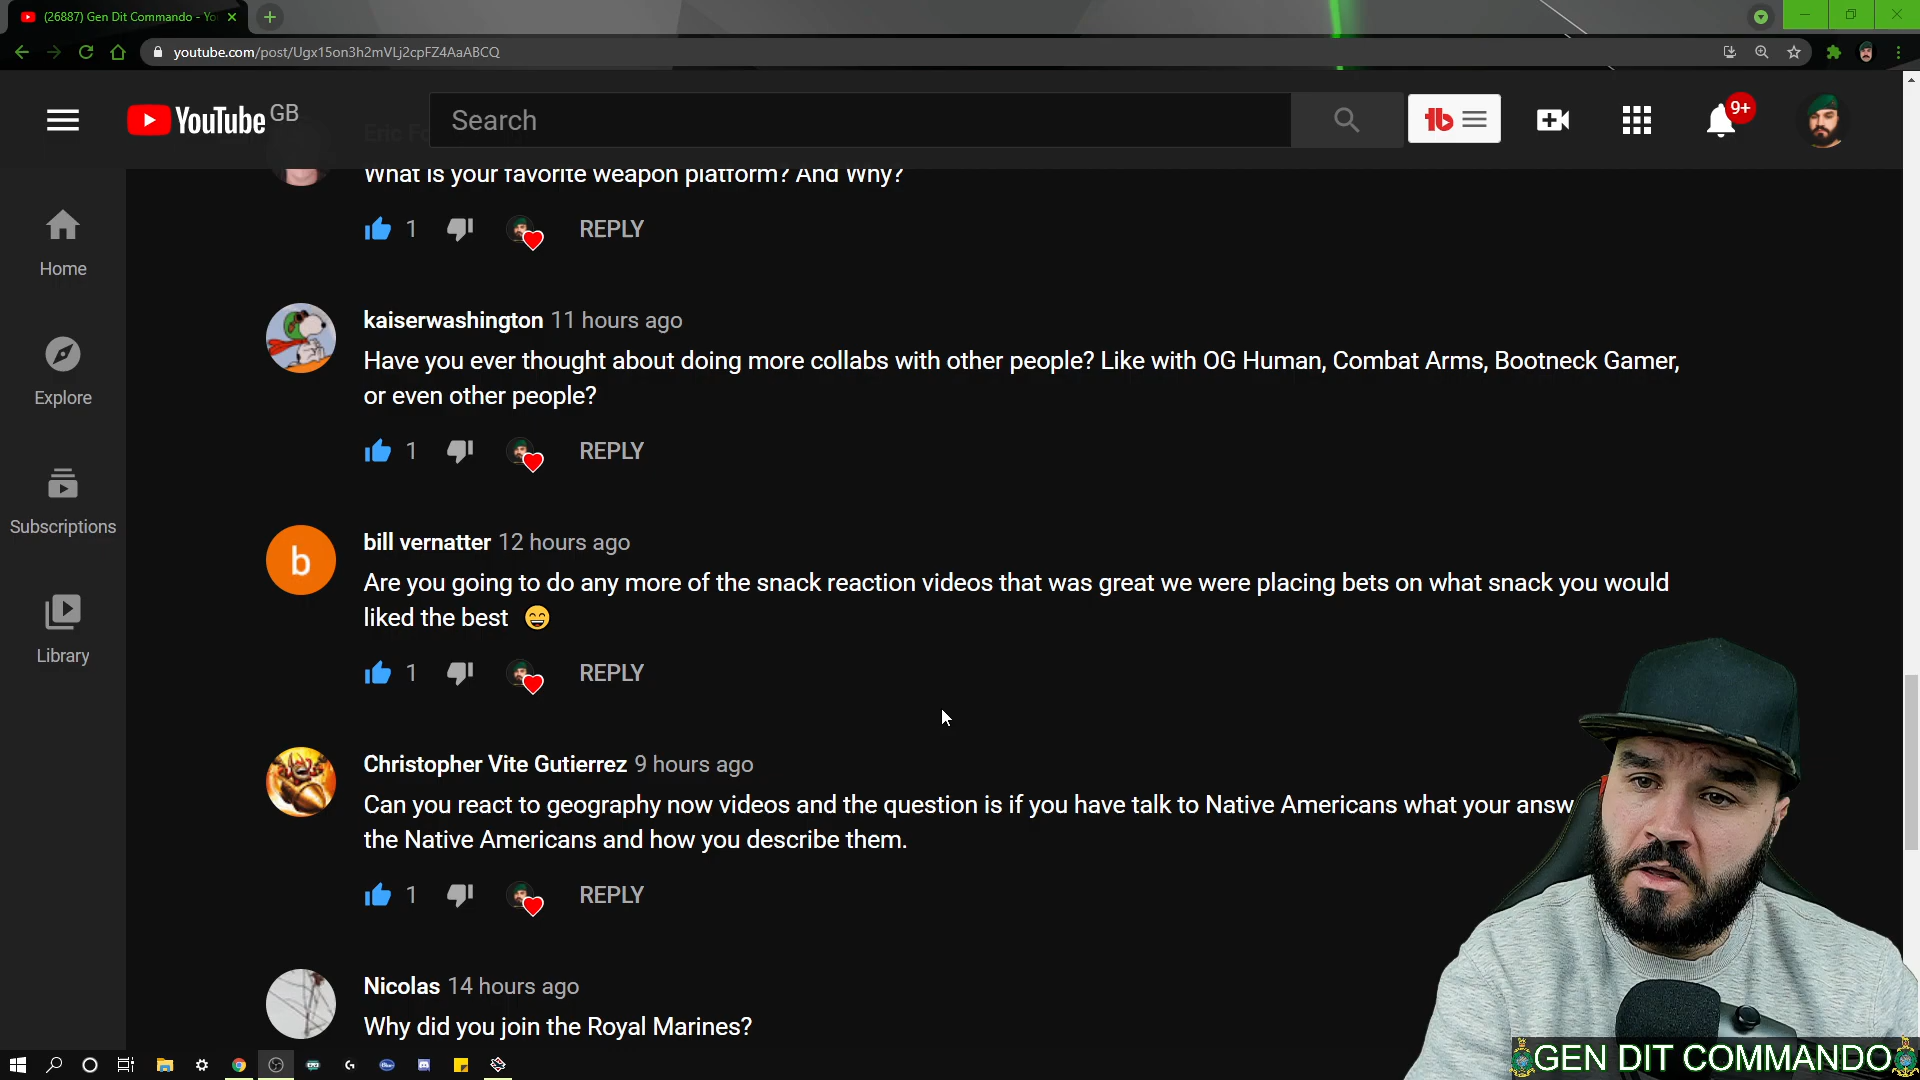 (26887) Gen Dit Commando - Yo
youtube.com/post/Ugx15on3h2mVLj2cpFZ4AaABCQ
YouTube GB
Search
9+
Eric
What is your favorite weapon platform? And Why?
1 REPLY
Home
kaiserwashington 11 hours ago
Have you ever thought about doing more collabs with other people? Like with OG Human, Combat Arms, Bootneck Gamer,
or even other people?
Explore
1 REPLY
bill vernatter 12 hours ago
b
Subscriptions
Are you going to do any more of the snack reaction videos that was great we were placing bets on what snack you would
liked the best 😄
Library
1 REPLY
Christopher Vite Gutierrez 9 hours ago
Can you react to geography now videos and the question is if you have talk to Native Americans what your answ
the Native Americans and how you describe them.
1 REPLY
Nicolas 14 hours ago
Why did you join the Royal Marines?
GEN DIT COMMANDO